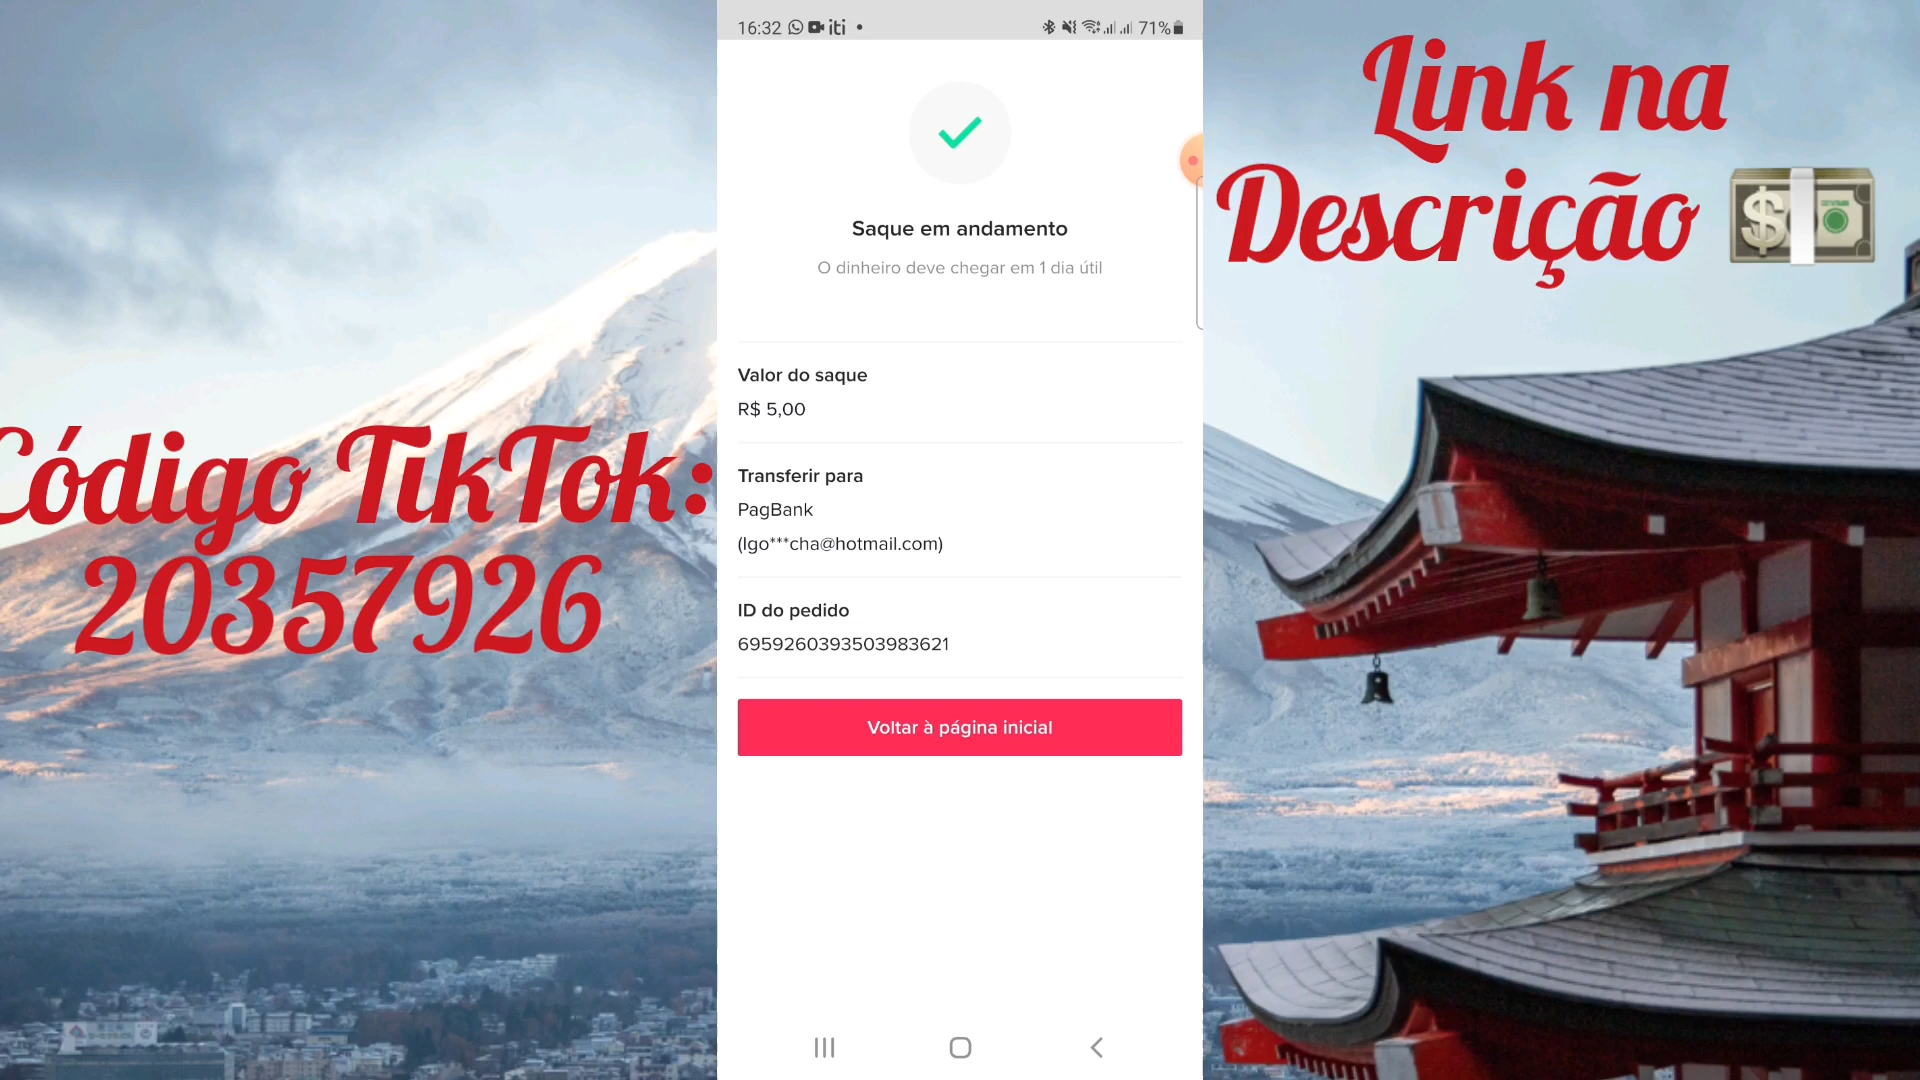 16:32 iti 71%
Link na
Descrição
Saque em andamento
O dinheiro deve chegar em 1 dia útil
Valor do saque
R$ 5,00
Código TikTok:
20357926
Transferir para
PagBank
(Igo***cha@hotmail.com)
ID do pedido
6959260393503983621
Voltar à página inicial